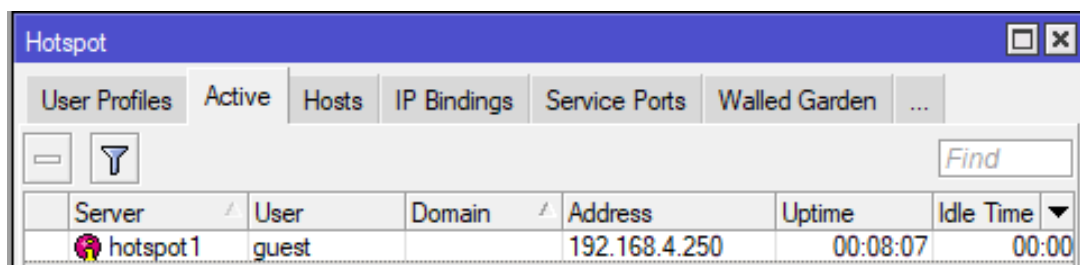 Hotspot
User Profiles Active Hosts IP Bindings Service Ports Walled Garden ...
Find
Server User Domain Address Uptime Idle Time
hotspot1 guest 192.168.4.250 00:08:07 00:00